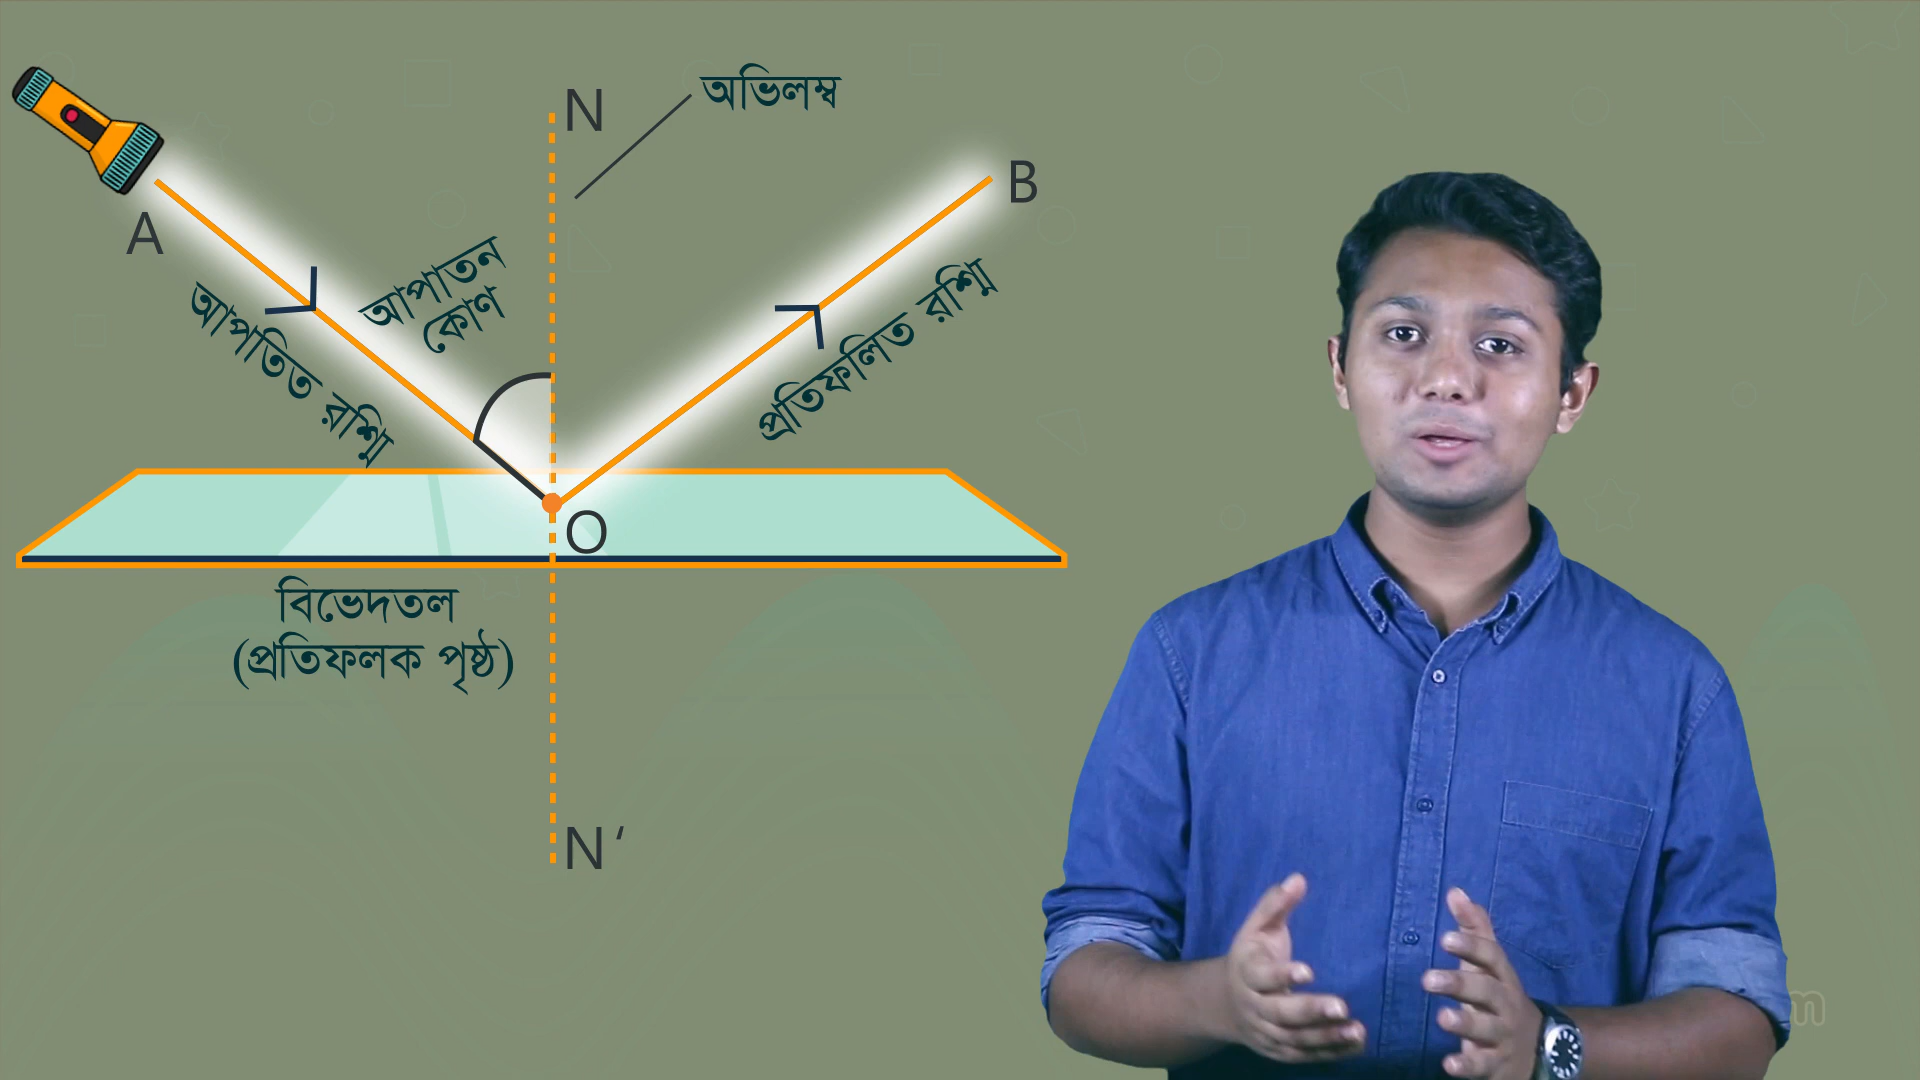 N
অভিলম্ব
B
A
আপাতন
কোণ
আপতিত রশ্মি
প্রতিফলিত রশ্মি
O
বিভেদতল
(প্রতিফলক পৃষ্ঠ)
N'
m